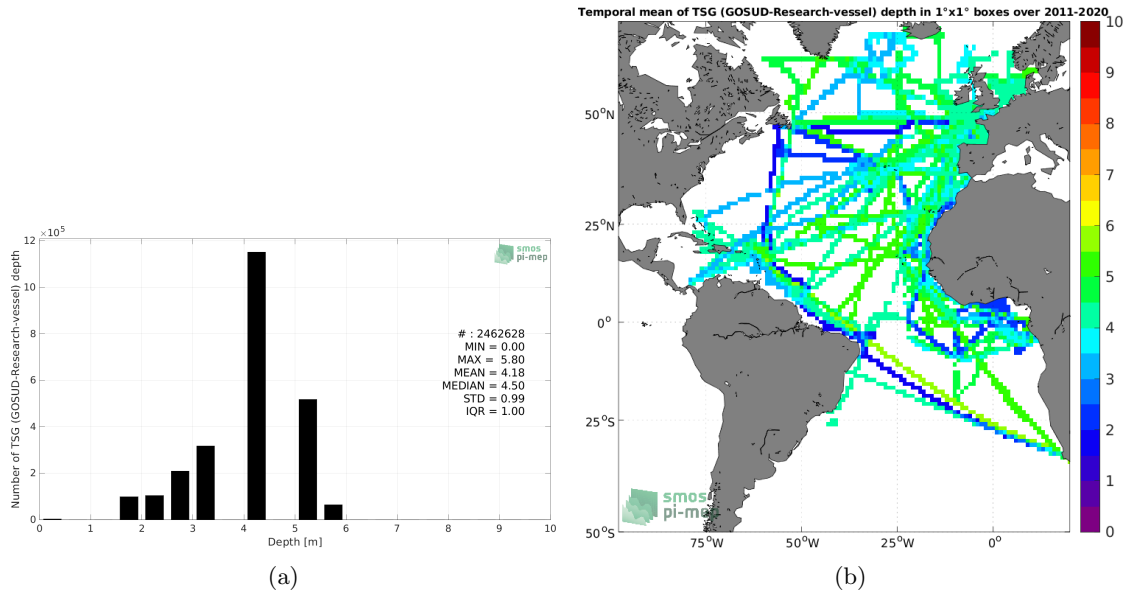 Temporal mean of TSG (GOSUD-Research-vessel) depth in 1°x1° boxes over 2011-2020
×10⁵
12
10
8
6
4
2
0
Number of TSG (GOSUD-Research-vessel) depth
smos
pi-mep
# : 2462628
MIN = 0.00
MAX = 5.80
MEAN = 4.18
MEDIAN = 4.50
STD = 0.99
IQR = 1.00
0 1 2 3 4 5 6 7 8 9 10
Depth [m]
(a)
50°N
25°N
0°
25°S
50°S
75°W 50°W 25°W 0°
smos
pi-mep
10
9
8
7
6
5
4
3
2
1
0
(b)